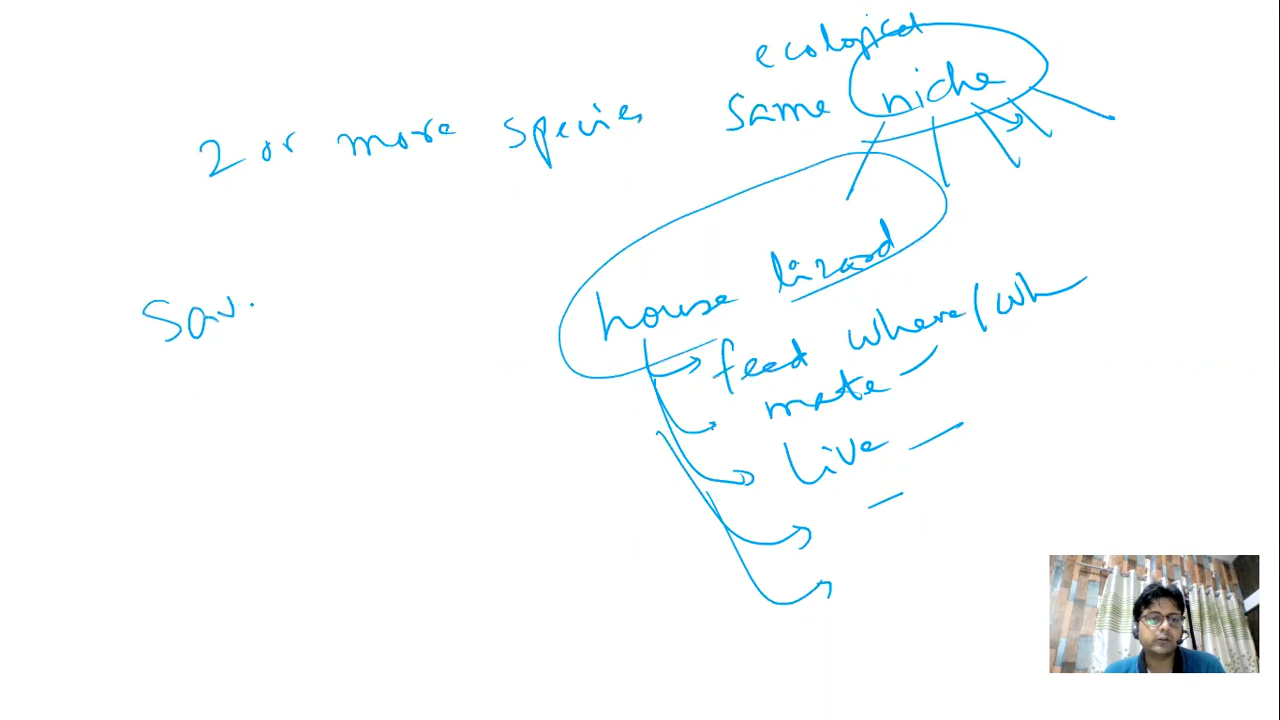 ecological
2 or more species same niche
house lizard
feed where/wh
Sav
mate
live